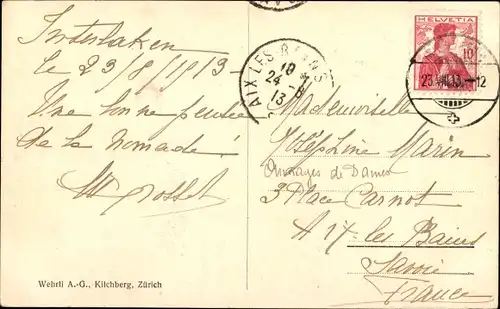 Interlaken
le 23/8/1913-
Une bonne pensée
de la nomade!
Wehrli A.-G., Kilchberg, Zürich
AIX-LES-BAINS
10
24 - 8
13
HELVETIA
10
23.VIII.13.-12
Mademoiselle
Joséphine Marin
Ouvrages de Dames
3 Place Carnot
Aix-les-Bains
Savoie
France